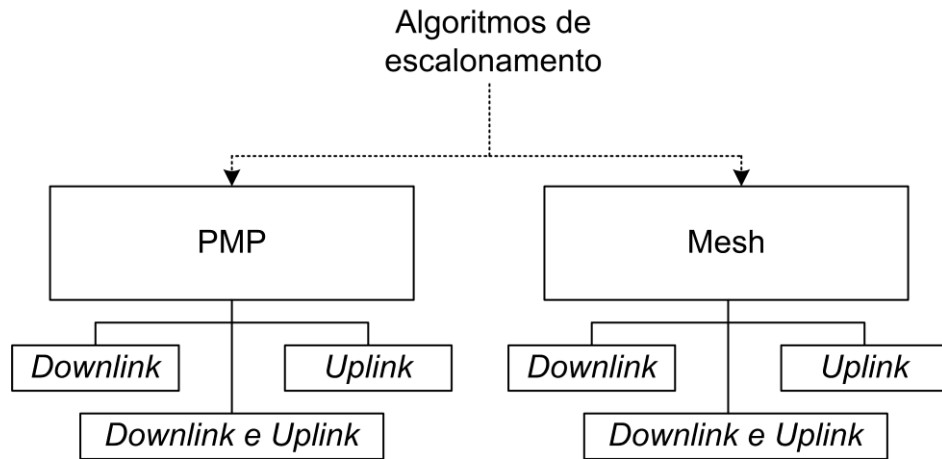 Algoritmos de
escalonamento
PMP
Mesh
Downlink
Uplink
Downlink
Uplink
Downlink e Uplink
Downlink e Uplink